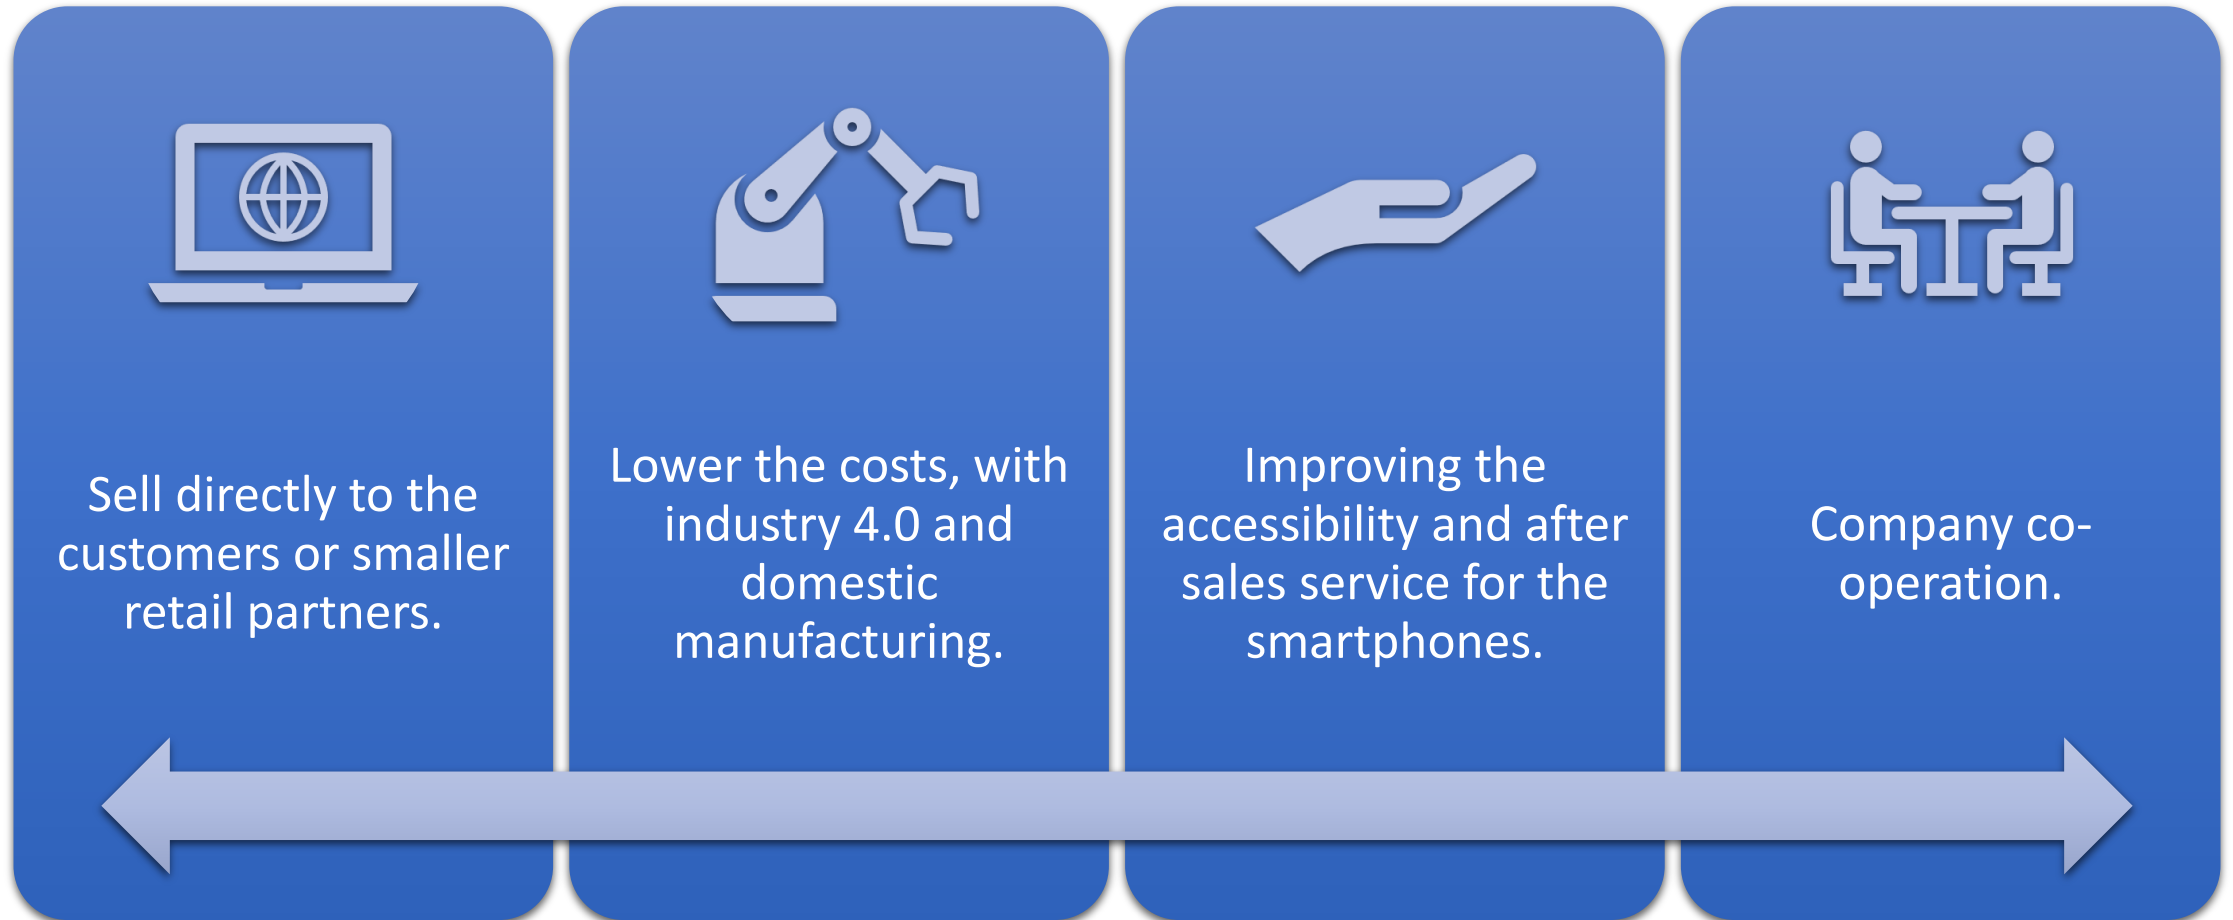 Sell directly to the
customers or smaller
retail partners.
Lower the costs, with
industry 4.0 and
domestic
manufacturing.
Improving the
accessibility and after
sales service for the
smartphones.
Company co-
operation.